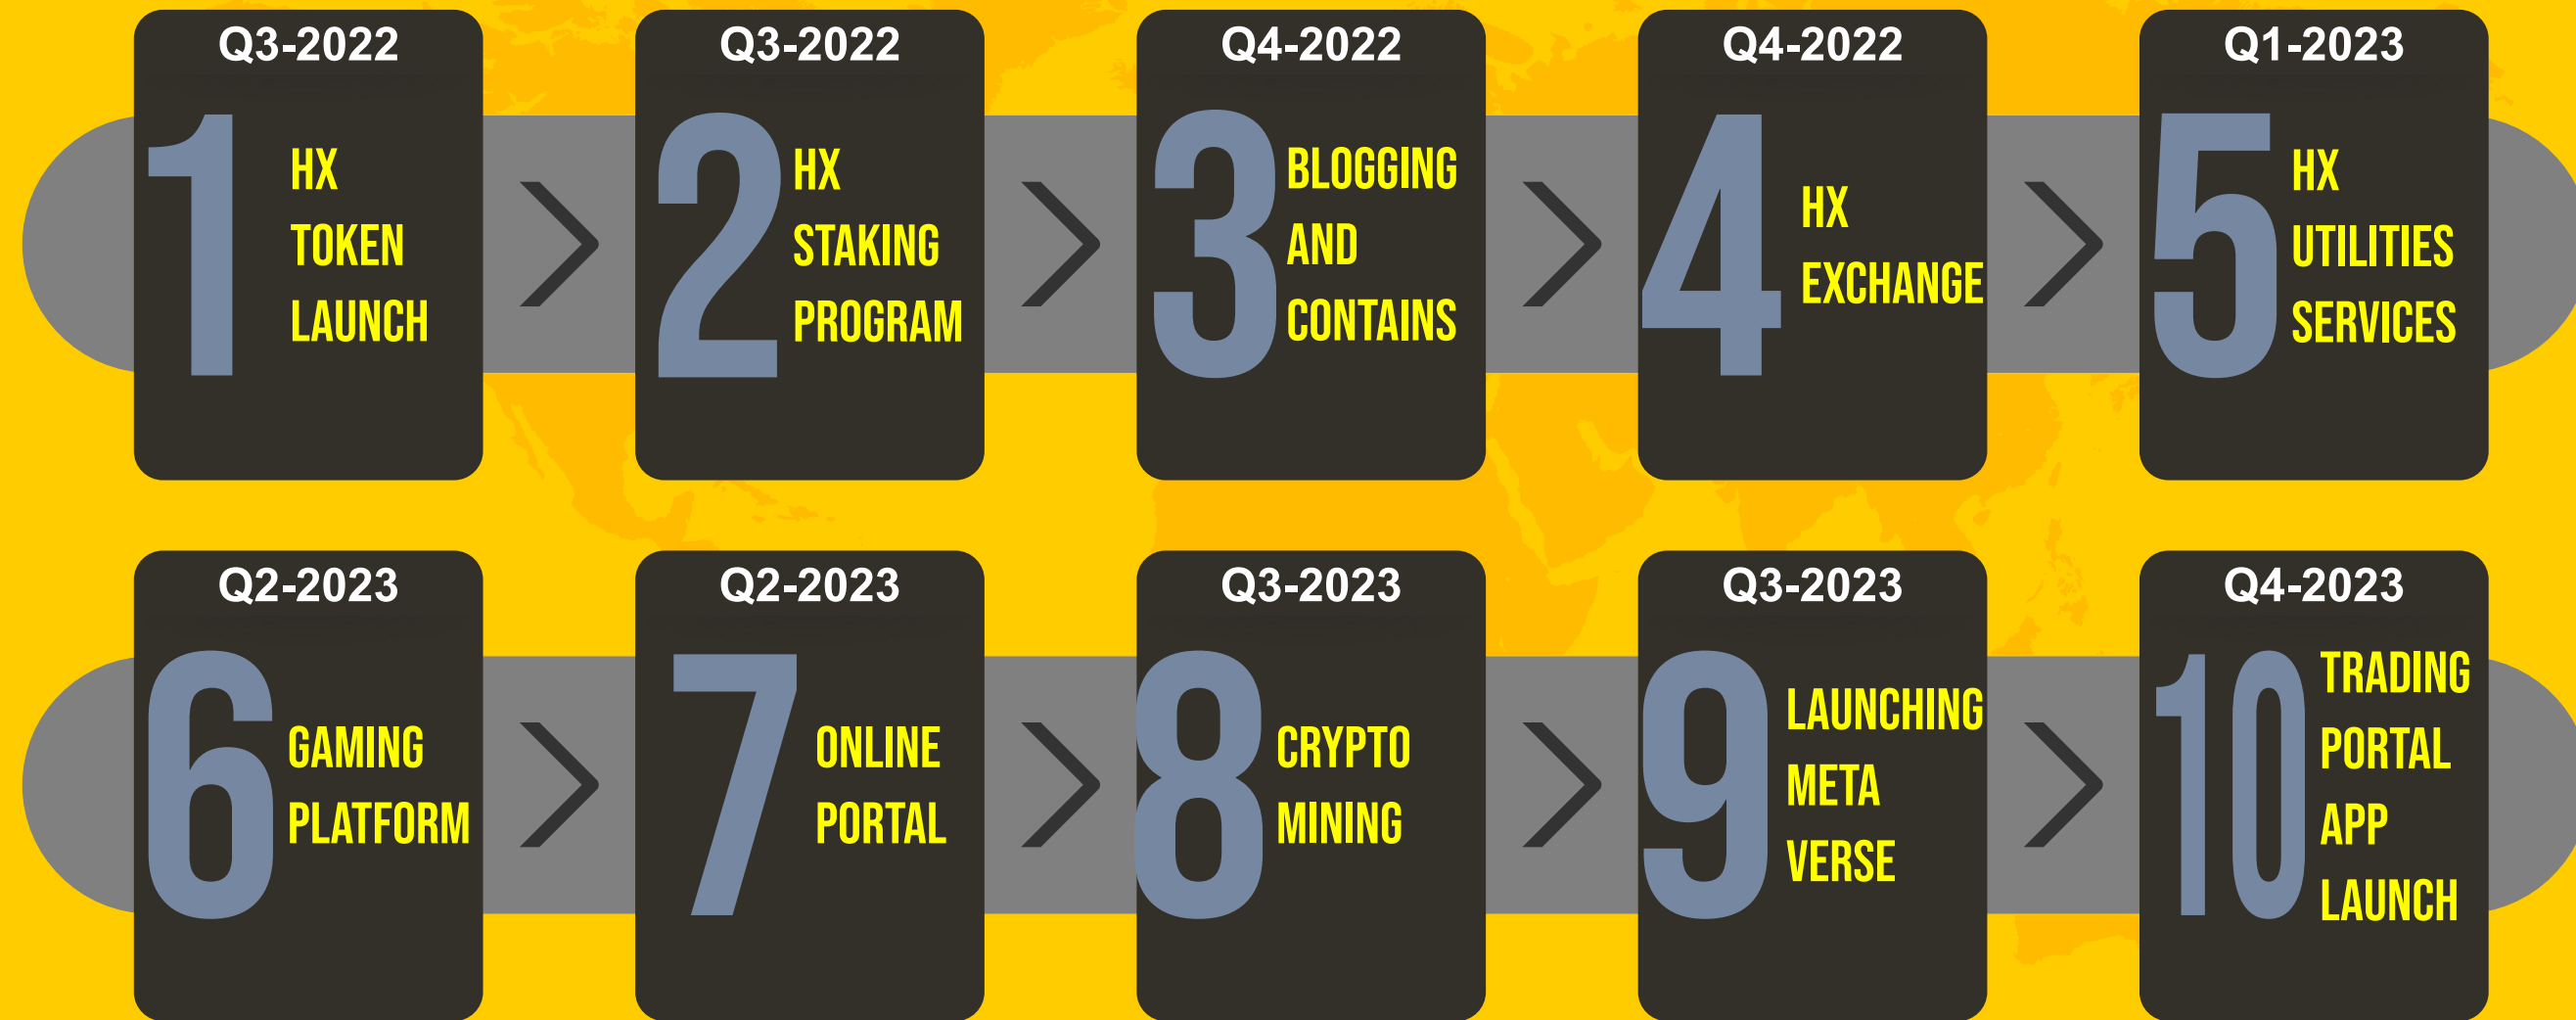 Q3-2022
1
HX
TOKEN
LAUNCH
Q3-2022
2
HX
STAKING
PROGRAM
Q4-2022
3
BLOGGING
AND
CONTAINS
Q4-2022
4
HX
EXCHANGE
Q1-2023
5
HX
UTILITIES
SERVICES
Q2-2023
6
GAMING
PLATFORM
Q2-2023
7
ONLINE
PORTAL
Q3-2023
8
CRYPTO
MINING
Q3-2023
9
LAUNCHING
META
VERSE
Q4-2023
10
TRADING
PORTAL
APP
LAUNCH